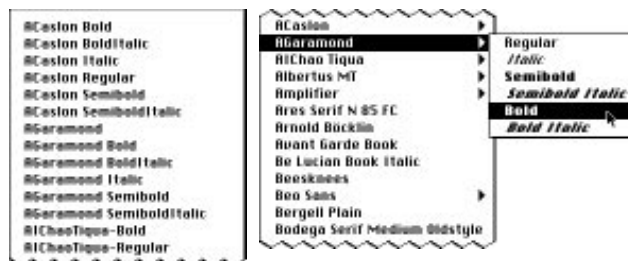 ACaslon Bold
ACaslon BoldItalic
ACaslon Italic
ACaslon Regular
ACaslon Semibold
ACaslon SemiboldItalic
AGaramond
AGaramond Bold
AGaramond BoldItalic
AGaramond Italic
AGaramond Semibold
AGaramond SemiboldItalic
AlChaoTiqua-Bold
AlChaoTiqua-Regular
ACaslon
AGaramond
AlChao Tiqua
Albertus MT
Amplifier
Ares Serif N 85 FC
Arnold Böcklin
Avant Garde Book
Be Lucian Book Italic
Beesknees
Beo Sans
Bergell Plain
Bodega Serif Medium Oldstyle
Regular
Italic
Semibold
Semibold Italic
Bold
Bold Italic